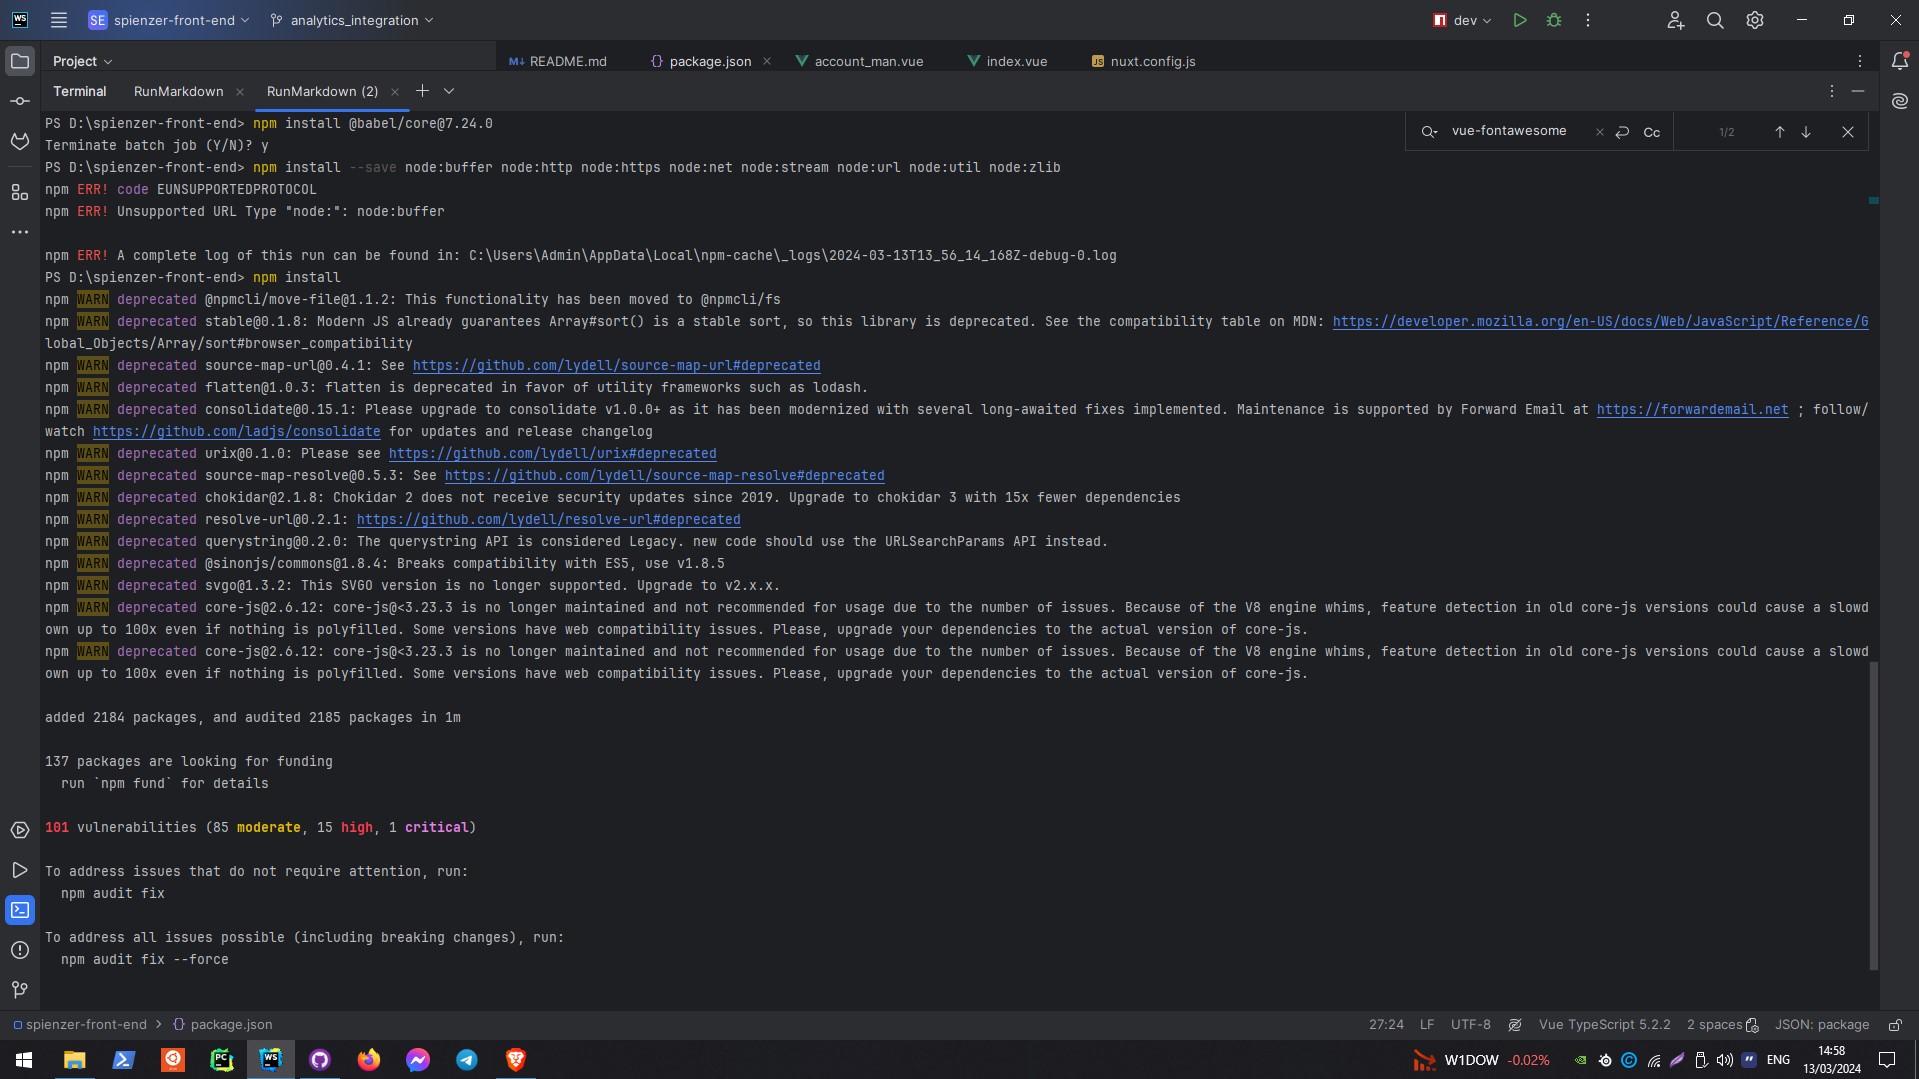 WS
SE spienzer-front-end
analytics_integration
dev
Project
README.md
package.json
account_man.vue
index.vue
JS nuxt.config.js
Terminal
RunMarkdown
RunMarkdown (2)
vue-fontawesome
Cc
1/2
PS D:\spienzer-front-end> npm install @babel/core@7.24.0
Terminate batch job (Y/N)? y
PS D:\spienzer-front-end> npm install --save node:buffer node:http node:https node:net node:stream node:url node:util node:zlib
npm ERR! code EUNSUPPORTEDPROTOCOL
npm ERR! Unsupported URL Type "node:": node:buffer
npm ERR! A complete log of this run can be found in: C:\Users\Admin\AppData\Local\npm-cache\_logs\2024-03-13T13_56_14_168Z-debug-0.log
PS D:\spienzer-front-end> npm install
npm WARN deprecated @npmcli/move-file@1.1.2: This functionality has been moved to @npmcli/fs
npm WARN deprecated stable@0.1.8: Modern JS already guarantees Array#sort() is a stable sort, so this library is deprecated. See the compatibility table on MDN: https://developer.mozilla.org/en-US/docs/Web/JavaScript/Reference/G
lobal_Objects/Array/sort#browser_compatibility
npm WARN deprecated source-map-url@0.4.1: See https://github.com/lydell/source-map-url#deprecated
npm WARN deprecated flatten@1.0.3: flatten is deprecated in favor of utility frameworks such as lodash.
npm WARN deprecated consolidate@0.15.1: Please upgrade to consolidate v1.0.0+ as it has been modernized with several long-awaited fixes implemented. Maintenance is supported by Forward Email at https://forwardemail.net ; follow/
watch https://github.com/ladjs/consolidate for updates and release changelog
npm WARN deprecated urix@0.1.0: Please see https://github.com/lydell/urix#deprecated
npm WARN deprecated source-map-resolve@0.5.3: See https://github.com/lydell/source-map-resolve#deprecated
npm WARN deprecated chokidar@2.1.8: Chokidar 2 does not receive security updates since 2019. Upgrade to chokidar 3 with 15x fewer dependencies
npm WARN deprecated resolve-url@0.2.1: https://github.com/lydell/resolve-url#deprecated
npm WARN deprecated querystring@0.2.0: The querystring API is considered Legacy. new code should use the URLSearchParams API instead.
npm WARN deprecated @sinonjs/commons@1.8.4: Breaks compatibility with ES5, use v1.8.5
npm WARN deprecated svgo@1.3.2: This SVGO version is no longer supported. Upgrade to v2.x.x.
npm WARN deprecated core-js@2.6.12: core-js@<3.23.3 is no longer maintained and not recommended for usage due to the number of issues. Because of the V8 engine whims, feature detection in old core-js versions could cause a slowd
own up to 100x even if nothing is polyfilled. Some versions have web compatibility issues. Please, upgrade your dependencies to the actual version of core-js.
npm WARN deprecated core-js@2.6.12: core-js@<3.23.3 is no longer maintained and not recommended for usage due to the number of issues. Because of the V8 engine whims, feature detection in old core-js versions could cause a slowd
own up to 100x even if nothing is polyfilled. Some versions have web compatibility issues. Please, upgrade your dependencies to the actual version of core-js.
added 2184 packages, and audited 2185 packages in 1m
137 packages are looking for funding
run `npm fund` for details
101 vulnerabilities (85 moderate, 15 high, 1 critical)
To address issues that do not require attention, run:
npm audit fix
To address all issues possible (including breaking changes), run:
npm audit fix --force
spienzer-front-end > {} package.json
27:24 LF UTF-8 Vue TypeScript 5.2.2 2 spaces JSON: package
PC WS
W1DOW -0.02%
ENG
14:58
13/03/2024